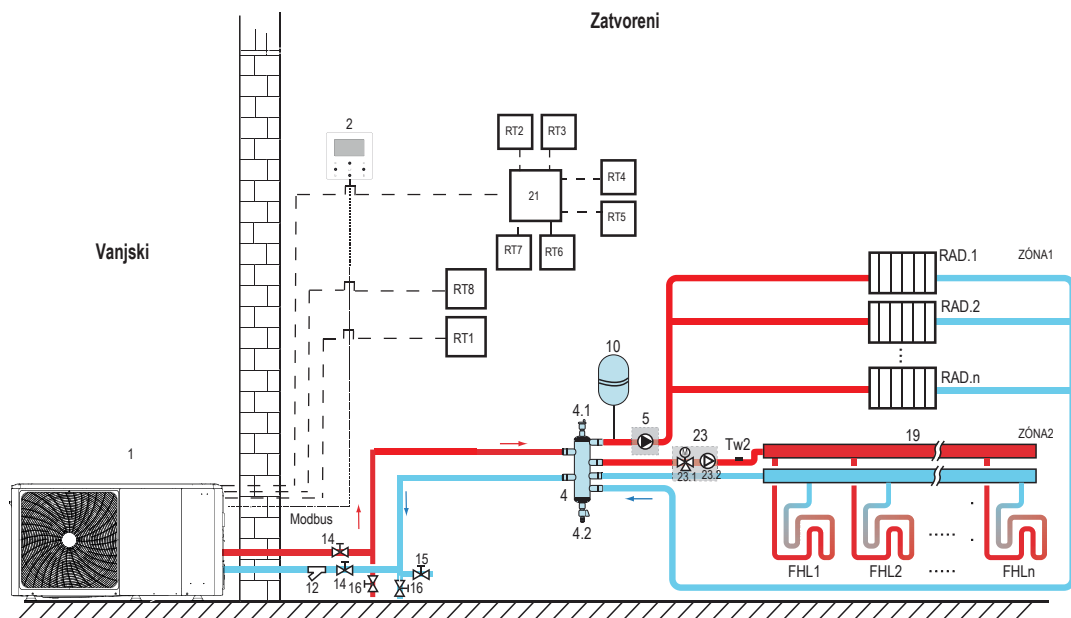 Zatvoreni
2
RT2
RT3
RT4
21
RT5
RT7
RT6
Vanjski
RAD.1
ZÓNA1
RT8
RAD.2
RT1
10
RAD.n
4.1
5
23
Tw2
19
ZÓNA2
1
23.1
23.2
4
Modbus
4.2
14
15
12
14
16
16
FHL1
FHL2
FHLn